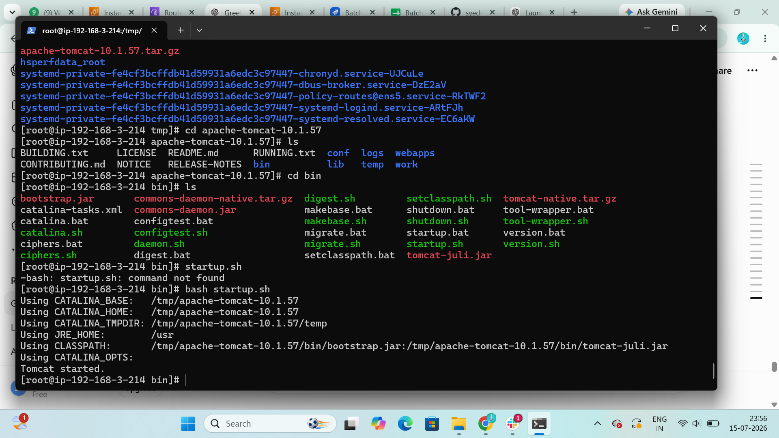 Ask Gemini
root@ip-192-168-3-214:/tmp/
apache-tomcat-10.1.57.tar.gz
hsperfdata_root
systemd-private-fe4cf3bcffdb41d59931a6edc3c97447-chronyd.service-UJCuLe
systemd-private-fe4cf3bcffdb41d59931a6edc3c97447-dbus-broker.service-DzE2aV
systemd-private-fe4cf3bcffdb41d59931a6edc3c97447-policy-routes@ens5.service-RkTWF2
systemd-private-fe4cf3bcffdb41d59931a6edc3c97447-systemd-logind.service-ARtFJh
systemd-private-fe4cf3bcffdb41d59931a6edc3c97447-systemd-resolved.service-EC6aKW
[root@ip-192-168-3-214 tmp]# cd apache-tomcat-10.1.57
[root@ip-192-168-3-214 apache-tomcat-10.1.57]# ls
BUILDING.txt LICENSE README.md RUNNING.txt conf logs webapps
CONTRIBUTING.md NOTICE RELEASE-NOTES bin lib temp work
[root@ip-192-168-3-214 apache-tomcat-10.1.57]# cd bin
[root@ip-192-168-3-214 bin]# ls
bootstrap.jar commons-daemon-native.tar.gz digest.sh setclasspath.sh tomcat-native.tar.gz
catalina-tasks.xml commons-daemon.jar makebase.bat shutdown.bat tool-wrapper.bat
catalina.bat configtest.bat makebase.sh shutdown.sh tool-wrapper.sh
catalina.sh configtest.sh migrate.bat startup.bat version.bat
ciphers.bat daemon.sh migrate.sh startup.sh version.sh
ciphers.sh digest.bat setclasspath.bat tomcat-juli.jar
[root@ip-192-168-3-214 bin]# startup.sh
-bash: startup.sh: command not found
[root@ip-192-168-3-214 bin]# bash startup.sh
Using CATALINA_BASE: /tmp/apache-tomcat-10.1.57
Using CATALINA_HOME: /tmp/apache-tomcat-10.1.57
Using CATALINA_TMPDIR: /tmp/apache-tomcat-10.1.57/temp
Using JRE_HOME: /usr
Using CLASSPATH: /tmp/apache-tomcat-10.1.57/bin/bootstrap.jar:/tmp/apache-tomcat-10.1.57/bin/tomcat-juli.jar
Using CATALINA_OPTS:
Tomcat started.
[root@ip-192-168-3-214 bin]#
Free
Search
ENG
IN
23:56
15-07-2026